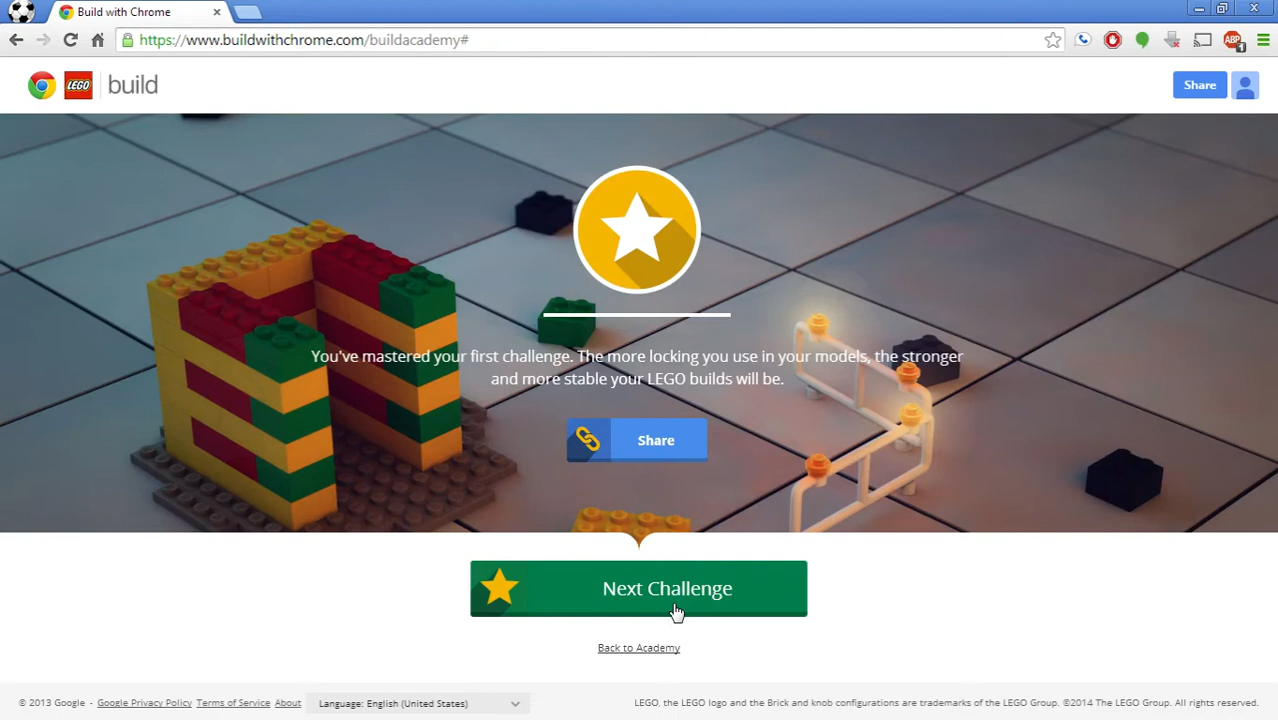 Build with Chrome
https://www.buildwithchrome.com/buildacademy#
ABP
1
LEGO build
Share
You've mastered your first challenge. The more locking you use in your models, the stronger
and more stable your LEGO builds will be.
Share
Next Challenge
Back to Academy
© 2013 Google - Google Privacy Policy Terms of Service About Language: English (United States) LEGO, the LEGO logo and the Brick and knob configurations are trademarks of the LEGO Group. ©2014 The LEGO Group. All rights reserved.